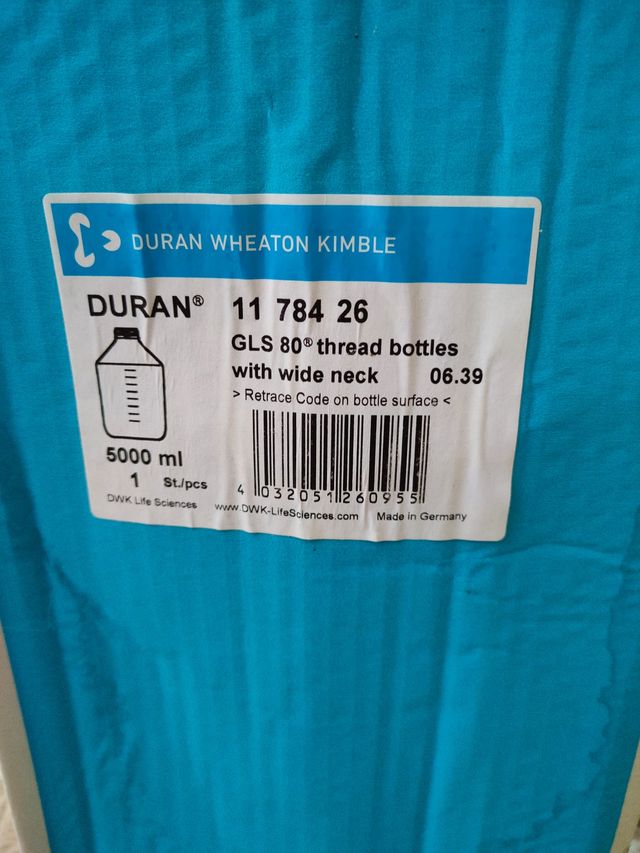 DURAN WHEATON KIMBLE
DURAN® 11 784 26
GLS 80® thread bottles
with wide neck 06.39
> Retrace Code on bottle surface <
5000 ml
1 St./pcs
4 032051 260955
DWK Life Sciences www.DWK-LifeSciences.com Made in Germany